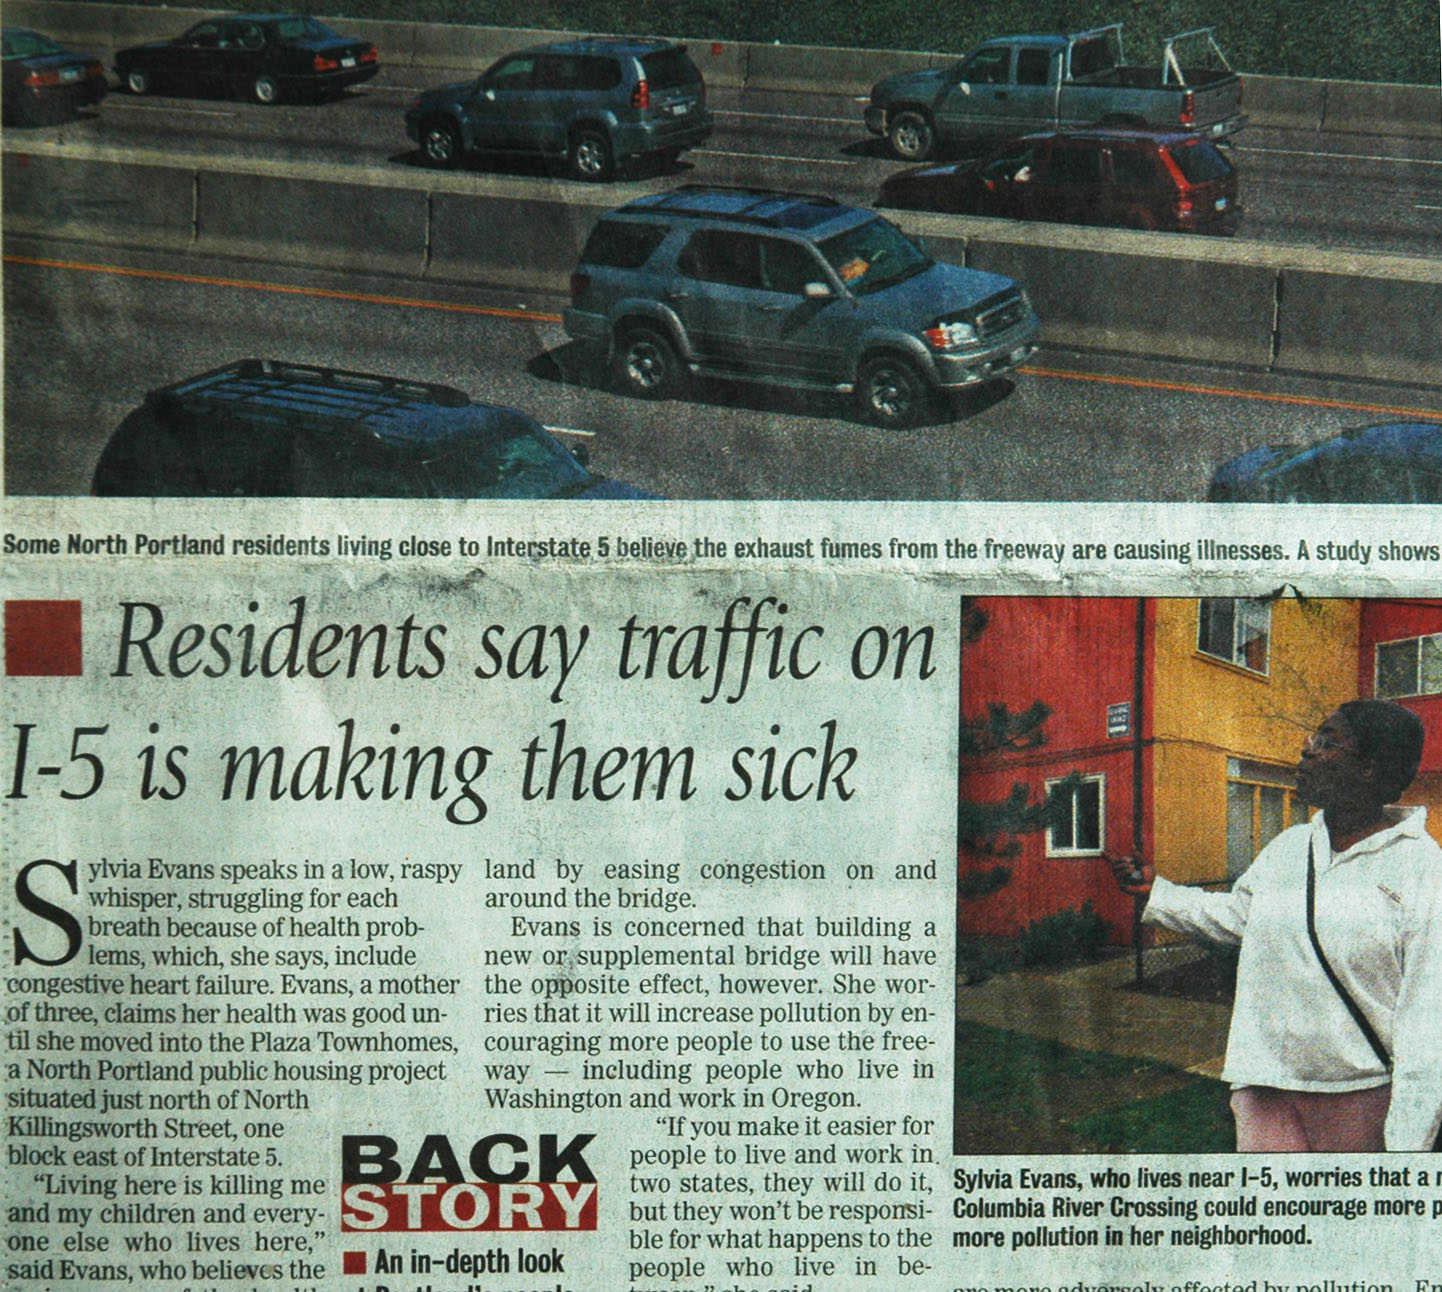 Some North Portland residents living close to Interstate 5 believe the exhaust fumes from the freeway are causing illnesses. A study shows
Residents say traffic on
I-5 is making them sick
Sylvia Evans speaks in a low, raspy
whisper, struggling for each
breath because of health prob-
lems, which, she says, include
congestive heart failure. Evans, a mother
of three, claims her health was good un-
til she moved into the Plaza Townhomes,
a North Portland public housing project
situated just north of North
Killingsworth Street, one
block east of Interstate 5.
"Living here is killing me
and my children and every-
one else who lives here,"
said Evans, who believes the
BACK
STORY
An in-depth look
land by easing congestion on and
around the bridge.
Evans is concerned that building a
new or supplemental bridge will have
the opposite effect, however. She wor-
ries that it will increase pollution by en-
couraging more people to use the free-
way — including people who live in
Washington and work in Oregon.
"If you make it easier for
people to live and work in
two states, they will do it,
but they won't be responsi-
ble for what happens to the
people who live in be-
Sylvia Evans, who lives near I-5, worries that a
Columbia River Crossing could encourage more
more pollution in her neighborhood.
are more adversely affected by pollution.